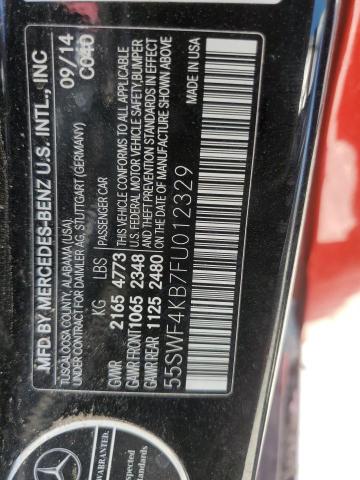 MFD BY MERCEDES-BENZ U.S. INTL., INC
TUSCALOOSA COUNTY, ALABAMA (USA)
UNDER CONTRACT FOR DAIMLER AG, STUTTGART (GERMANY)
09/14
C040
KG LBS PASSENGER CAR
GVWR 2165 4773
GAWR FRONT 1065 2348
GAWR REAR 1125 2480
THIS VEHICLE CONFORMS TO ALL APPLICABLE
U.S. FEDERAL MOTOR VEHICLE SAFETY, BUMPER
AND THEFT PREVENTION STANDARDS IN EFFECT
ON THE DATE OF MANUFACTURE SHOWN ABOVE
55SWF4KB7FU012329
MADE IN USA
WARRANTED:
Inspected
Standards